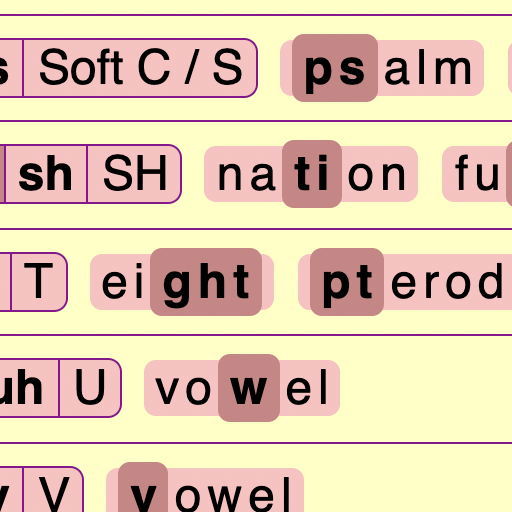 s Soft C / S psalm
sh SH nation fu
T eight pterod
uh U vowel
v V vowel